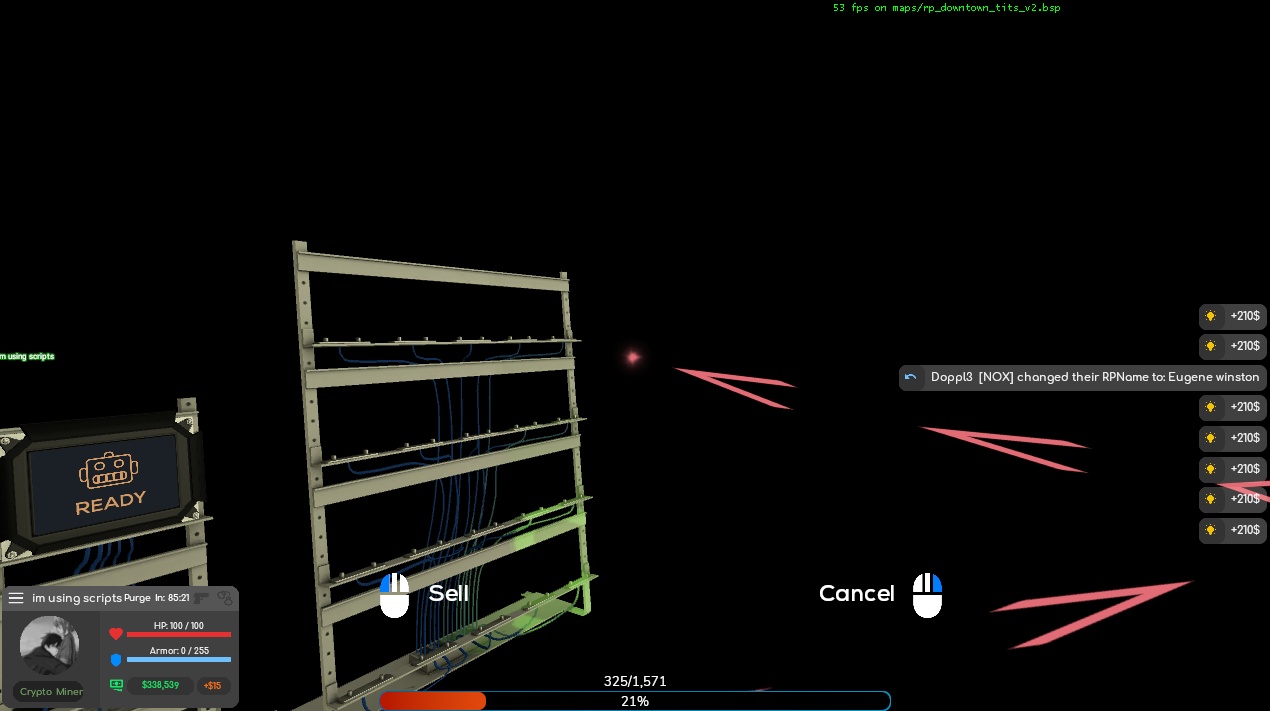 53 fps on maps/rp_downtown_tits_v2.bsp
+210$
+210$
m using scripts
Doppl3 [NOX] changed their RPName to: Eugene winston
+210$
+210$
+210$
+210$
+210$
READY
im using scripts Purge In: 85:21
Sell
Cancel
HP: 100 / 100
Armor: 0 / 255
$338,539 +$15
Crypto Miner
325/1,571
21%